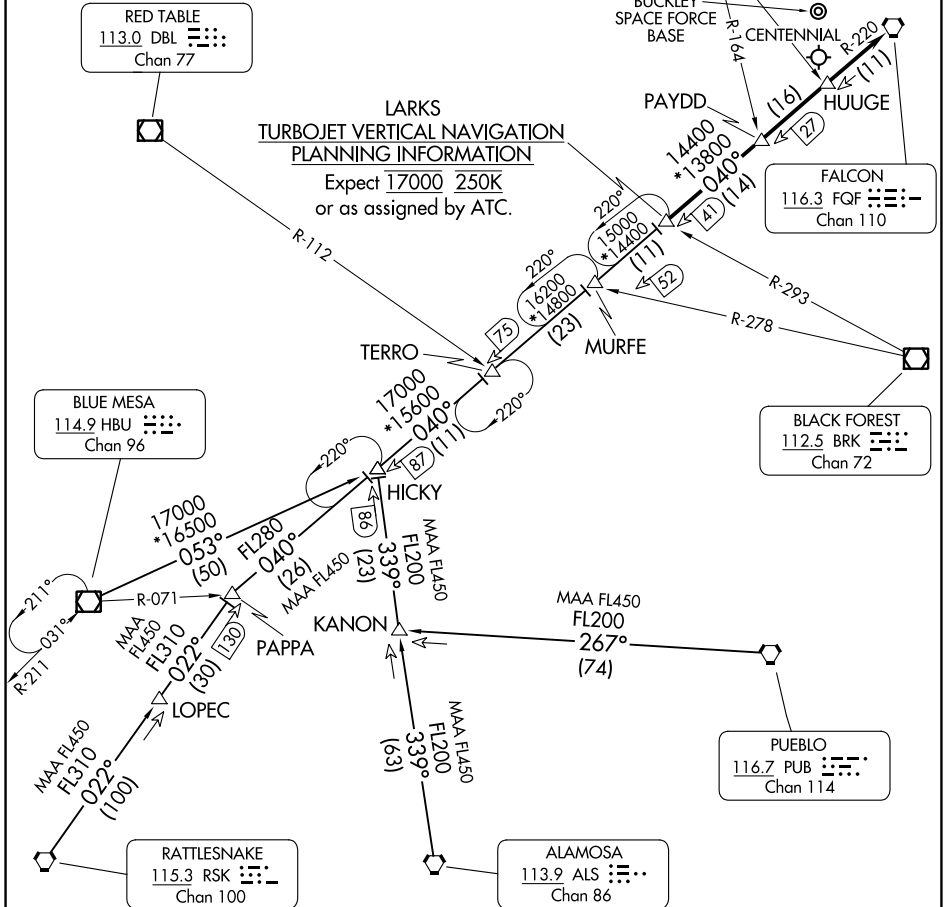 RED TABLE
113.0 DBL
Chan 77
BUCKLEY
SPACE FORCE
BASE
CENTENNIAL
R-164
R-220
(11)
HUUGE
(16)
PAYDD
27
LARKS
TURBOJET VERTICAL NAVIGATION
PLANNING INFORMATION
Expect 17000 250K
or as assigned by ATC.
14400
*13800
040°
(14)
41
FALCON
116.3 FQF
Chan 110
R-112
220°
15000
*14400
(11)
52
220°
16200
*14800
(23)
MURFE
R-293
R-278
75
TERRO
220°
BLACK FOREST
112.5 BRK
Chan 72
BLUE MESA
114.9 HBU
Chan 96
17000
*15600
040°
(11)
87
220°
HICKY
17000
*16500
053°
(50)
FL280
040°
(26)
MAA FL450
86
MAA FL450
FL200
339°
(23)
211°
031°
R-211
R-071
PAPPA
KANON
MAA FL450
FL200
267°
(74)
MAA
FL450
FL310
022°
(30)
130
LOPEC
MAA FL450
FL310
022°
(100)
MAA FL450
FL200
339°
(63)
PUEBLO
116.7 PUB
Chan 114
RATTLESNAKE
115.3 RSK
Chan 100
ALAMOSA
113.9 ALS
Chan 86